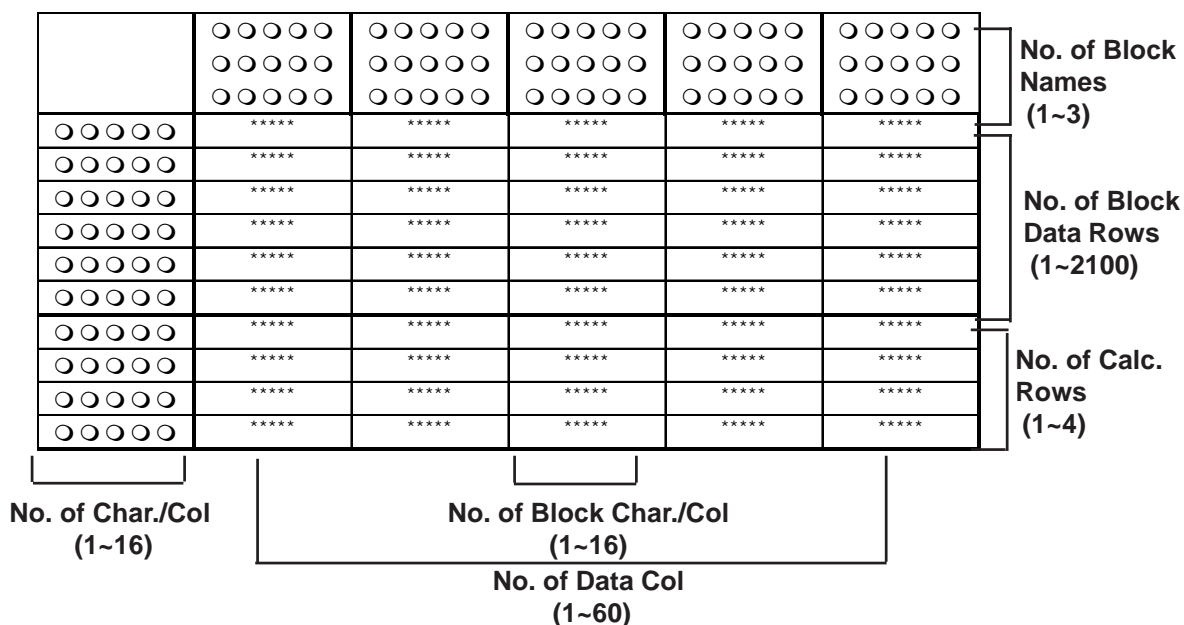 ❍❍❍❍❍ ❍❍❍❍❍ ❍❍❍❍❍ ❍❍❍❍❍ ❍❍❍❍❍
❍❍❍❍❍ ❍❍❍❍❍ ❍❍❍❍❍ ❍❍❍❍❍ ❍❍❍❍❍
❍❍❍❍❍ ❍❍❍❍❍ ❍❍❍❍❍ ❍❍❍❍❍ ❍❍❍❍❍
No. of Block
Names
(1~3)
❍❍❍❍❍ ***** ***** ***** ***** *****
❍❍❍❍❍ ***** ***** ***** ***** *****
❍❍❍❍❍ ***** ***** ***** ***** *****
❍❍❍❍❍ ***** ***** ***** ***** *****
❍❍❍❍❍ ***** ***** ***** ***** *****
❍❍❍❍❍ ***** ***** ***** ***** *****
No. of Block
Data Rows
(1~2100)
❍❍❍❍❍ ***** ***** ***** ***** *****
❍❍❍❍❍ ***** ***** ***** ***** *****
❍❍❍❍❍ ***** ***** ***** ***** *****
❍❍❍❍❍ ***** ***** ***** ***** *****
No. of Calc.
Rows
(1~4)
No. of Char./Col
(1~16)
No. of Block Char./Col
(1~16)
No. of Data Col
(1~60)